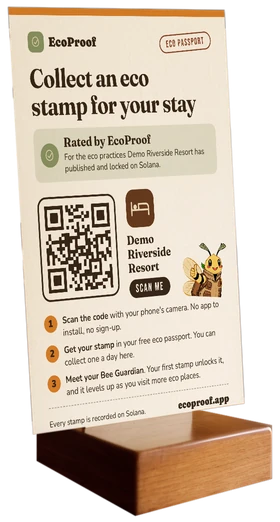 EcoProof
ECO PASSPORT
Collect an eco
stamp for your stay
Rated by EcoProof
For the eco practices Demo Riverside Resort has
published and locked on Solana.
Demo
Riverside
Resort
SCAN ME
1 Scan the code with your phone's camera. No app to
install, no sign-up.
2 Get your stamp in your free eco passport. You can
collect one a day here.
3 Meet your Bee Guardian. Your first stamp unlocks it,
and it levels up as you visit more eco places.
Every stamp is recorded on Solana.
ecoproof.app